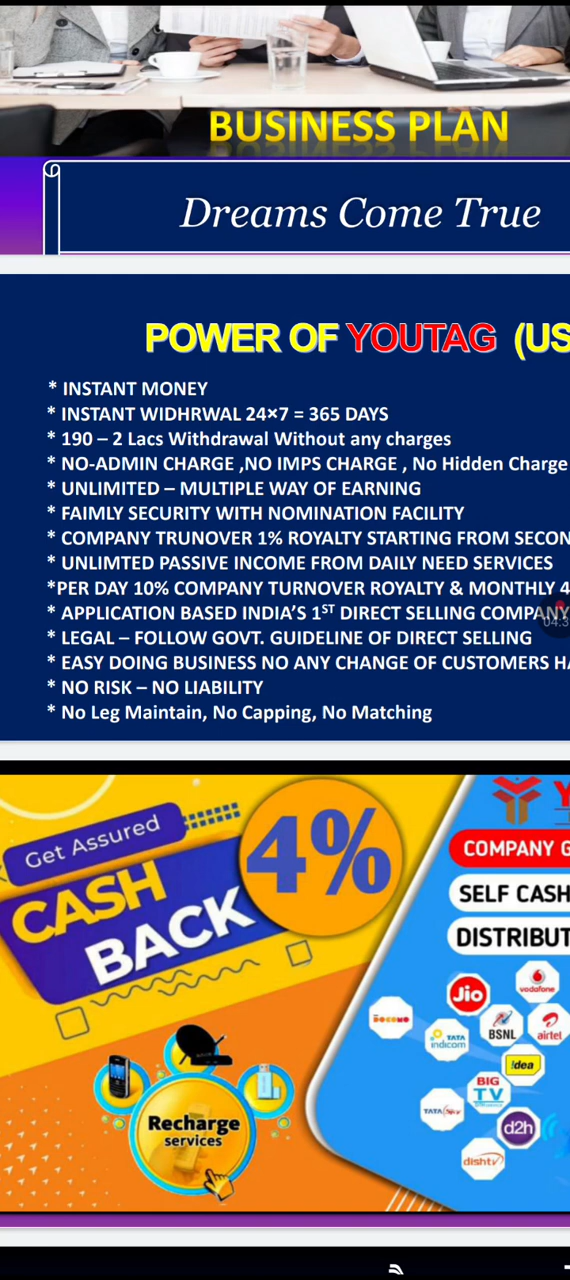 BUSINESS PLAN
Dreams Come True
POWER OF YOUTAG (US
* INSTANT MONEY
* INSTANT WIDHRWAL 24×7 = 365 DAYS
* 190 – 2 Lacs Withdrawal Without any charges
* NO-ADMIN CHARGE ,NO IMPS CHARGE , No Hidden Charge
* UNLIMITED – MULTIPLE WAY OF EARNING
* FAIMLY SECURITY WITH NOMINATION FACILITY
* COMPANY TRUNOVER 1% ROYALTY STARTING FROM SECON
* UNLIMTED PASSIVE INCOME FROM DAILY NEED SERVICES
*PER DAY 10% COMPANY TURNOVER ROYALTY & MONTHLY 4
* APPLICATION BASED INDIA'S 1ST DIRECT SELLING COMPANY
04:3
* LEGAL – FOLLOW GOVT. GUIDELINE OF DIRECT SELLING
* EASY DOING BUSINESS NO ANY CHANGE OF CUSTOMERS HA
* NO RISK – NO LIABILITY
* No Leg Maintain, No Capping, No Matching
Get Assured
CASH
BACK
4%
Y
COMPANY G
SELF CASH
DISTRIBUT
Jio
vodofone
DOCOMO
TATA
indicom
BSNL
airtel
!dea
BIG
TV
TATA Sky
d2h
dishtv
Recharge
services